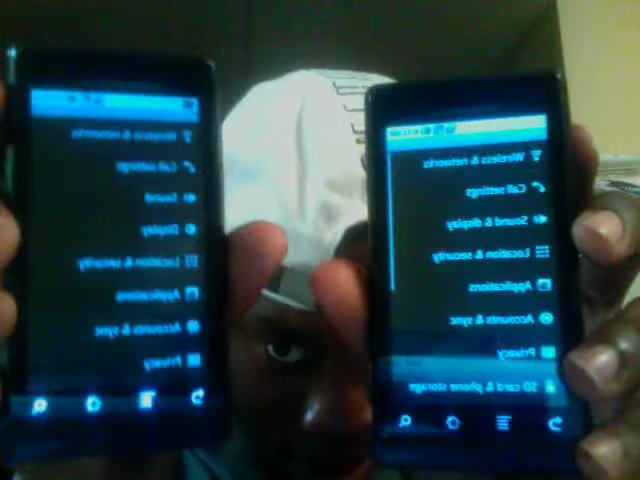 Wireless & networks
Call settings
Sound
Display
Location & security
Applications
Accounts & sync
Privacy
Wireless & networks
Call settings
Sound & display
Location & security
Applications
Accounts & sync
Privacy
SD card & phone storage